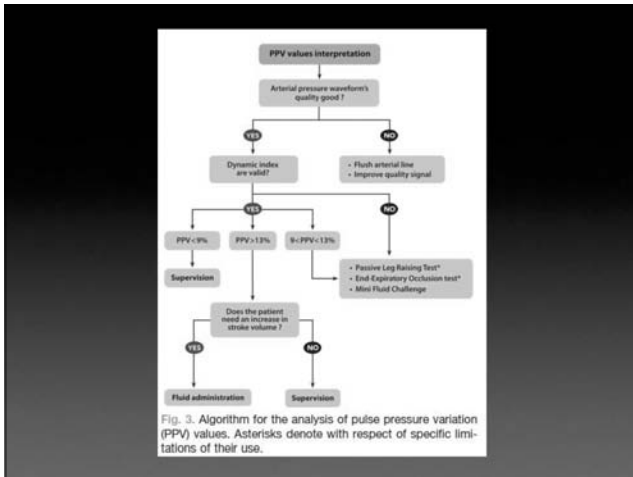 PPV values interpretation
Arterial pressure waveform's
quality good ?
YES
NO
Dynamic index
are valid?
• Flush arterial line
• Improve quality signal
YES
NO
PPV<9%
PPV>13%
9<PPV<13%
Supervision
• Passive Leg Raising Test*
• End-Expiratory Occlusion test*
• Mini Fluid Challenge
Does the patient
need an increase in
stroke volume ?
YES
NO
Fluid administration
Supervision
Fig. 3. Algorithm for the analysis of pulse pressure variation
(PPV) values. Asterisks denote with respect of specific limi-
tations of their use.